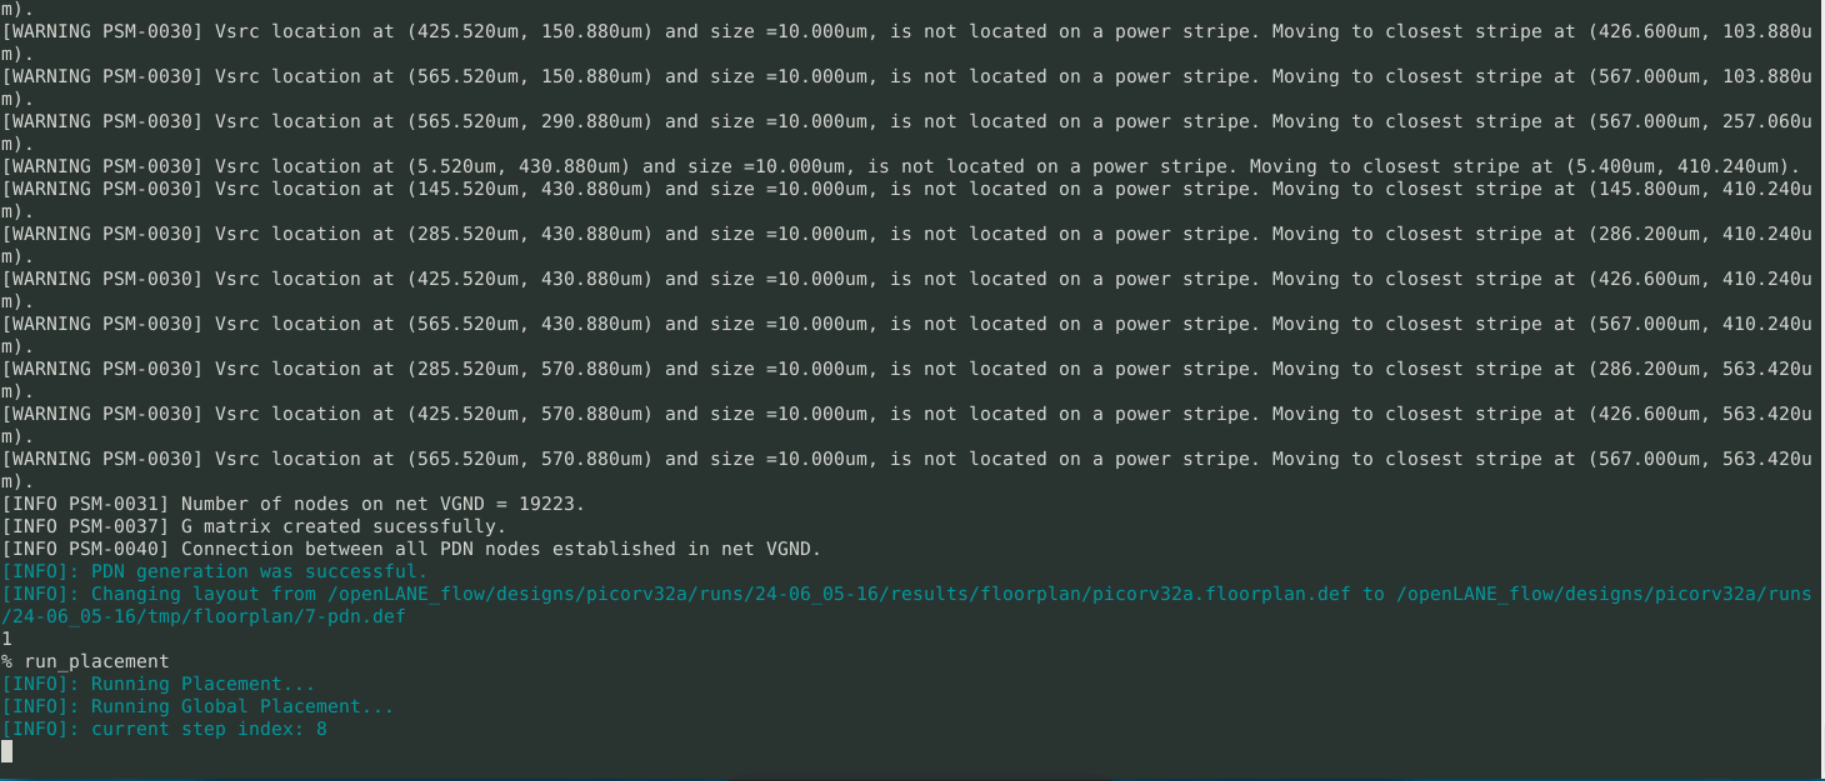 m).
[WARNING PSM-0030] Vsrc location at (425.520um, 150.880um) and size =10.000um, is not located on a power stripe. Moving to closest stripe at (426.600um, 103.880u
m).
[WARNING PSM-0030] Vsrc location at (565.520um, 150.880um) and size =10.000um, is not located on a power stripe. Moving to closest stripe at (567.000um, 103.880u
m).
[WARNING PSM-0030] Vsrc location at (565.520um, 290.880um) and size =10.000um, is not located on a power stripe. Moving to closest stripe at (567.000um, 257.060u
m).
[WARNING PSM-0030] Vsrc location at (5.520um, 430.880um) and size =10.000um, is not located on a power stripe. Moving to closest stripe at (5.400um, 410.240um).
[WARNING PSM-0030] Vsrc location at (145.520um, 430.880um) and size =10.000um, is not located on a power stripe. Moving to closest stripe at (145.800um, 410.240u
m).
[WARNING PSM-0030] Vsrc location at (285.520um, 430.880um) and size =10.000um, is not located on a power stripe. Moving to closest stripe at (286.200um, 410.240u
m).
[WARNING PSM-0030] Vsrc location at (425.520um, 430.880um) and size =10.000um, is not located on a power stripe. Moving to closest stripe at (426.600um, 410.240u
m).
[WARNING PSM-0030] Vsrc location at (565.520um, 430.880um) and size =10.000um, is not located on a power stripe. Moving to closest stripe at (567.000um, 410.240u
m).
[WARNING PSM-0030] Vsrc location at (285.520um, 570.880um) and size =10.000um, is not located on a power stripe. Moving to closest stripe at (286.200um, 563.420u
m).
[WARNING PSM-0030] Vsrc location at (425.520um, 570.880um) and size =10.000um, is not located on a power stripe. Moving to closest stripe at (426.600um, 563.420u
m).
[WARNING PSM-0030] Vsrc location at (565.520um, 570.880um) and size =10.000um, is not located on a power stripe. Moving to closest stripe at (567.000um, 563.420u
m).
[INFO PSM-0031] Number of nodes on net VGND = 19223.
[INFO PSM-0037] G matrix created sucessfully.
[INFO PSM-0040] Connection between all PDN nodes established in net VGND.
[INFO]: PDN generation was successful.
[INFO]: Changing layout from /openLANE_flow/designs/picorv32a/runs/24-06_05-16/results/floorplan/picorv32a.floorplan.def to /openLANE_flow/designs/picorv32a/runs
/24-06_05-16/tmp/floorplan/7-pdn.def
1
% run_placement
[INFO]: Running Placement...
[INFO]: Running Global Placement...
[INFO]: current step index: 8